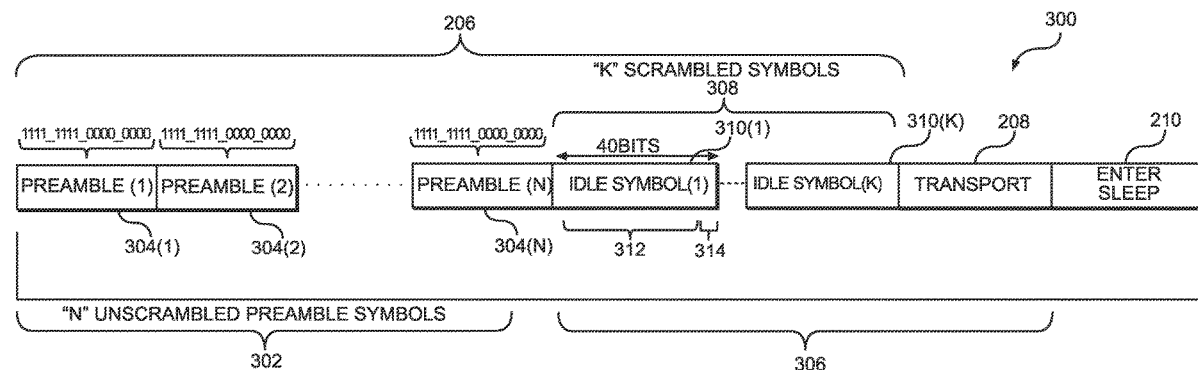 206
300
"K" SCRAMBLED SYMBOLS
308
1111_1111_0000_0000 1111_1111_0000_0000 1111_1111_0000_0000
40BITS
310(1)
310(K)
208
210
PREAMBLE (1) PREAMBLE (2) PREAMBLE (N) IDLE SYMBOL(1) IDLE SYMBOL(K) TRANSPORT ENTER SLEEP
304(1)
304(2)
304(N)
312
314
"N" UNSCRAMBLED PREAMBLE SYMBOLS
302
306